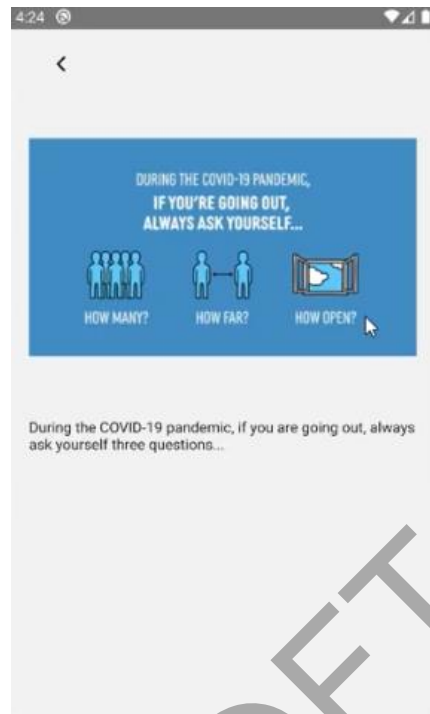 4:24
DURING THE COVID-19 PANDEMIC,
IF YOU'RE GOING OUT,
ALWAYS ASK YOURSELF...
HOW MANY? HOW FAR? HOW OPEN?
During the COVID-19 pandemic, if you are going out, always
ask yourself three questions...